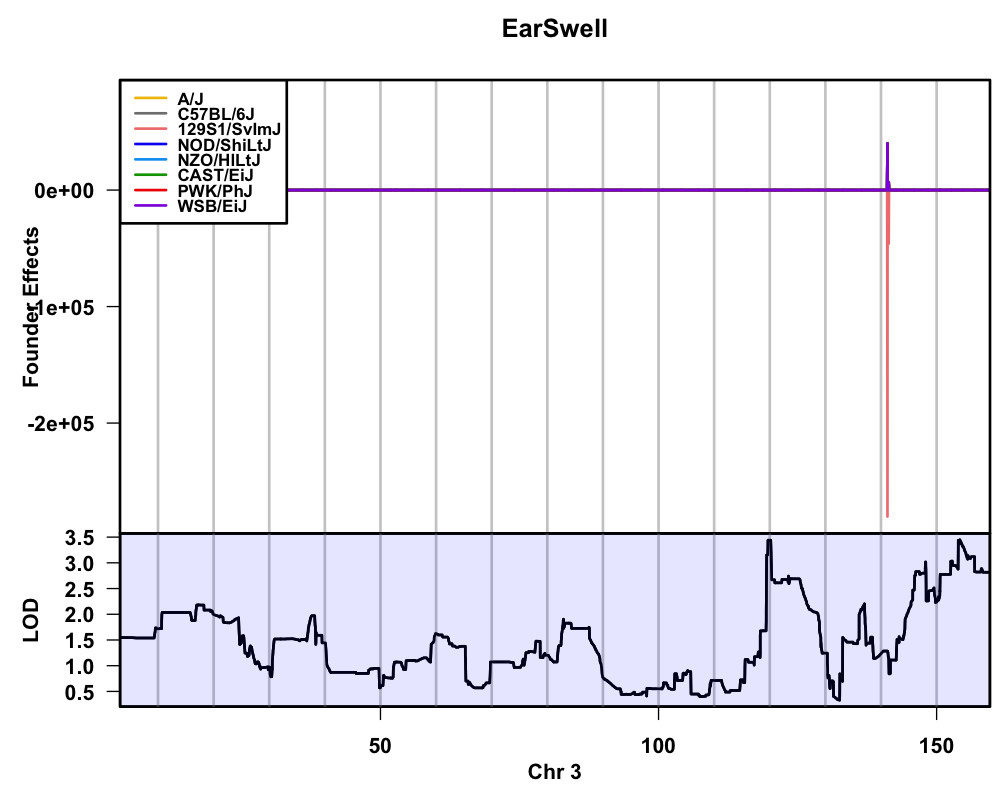 EarSwell
A/J
C57BL/6J
129S1/SvImJ
NOD/ShiLtJ
NZO/HlLtJ
CAST/EiJ
PWK/PhJ
WSB/EiJ
Founder Effects
0e+00
-1e+05
-2e+05
LOD
3.5
3.0
2.5
2.0
1.5
1.0
0.5
50
100
150
Chr 3